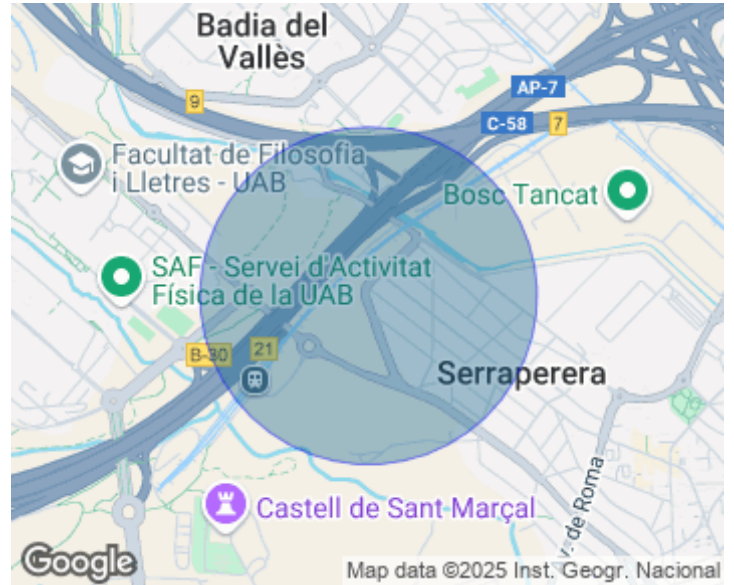 Badia del
Vallès
AP-7
9
C-58
7
Facultat de Filosofia
i Lletres - UAB
Bosc Tancat
SAF - Servei d'Activitat
Física de la UAB
B-30
21
Serraperera
Castell de Sant Marçal
v. de Roma
Google
Map data ©2025 Inst. Geogr. Nacional